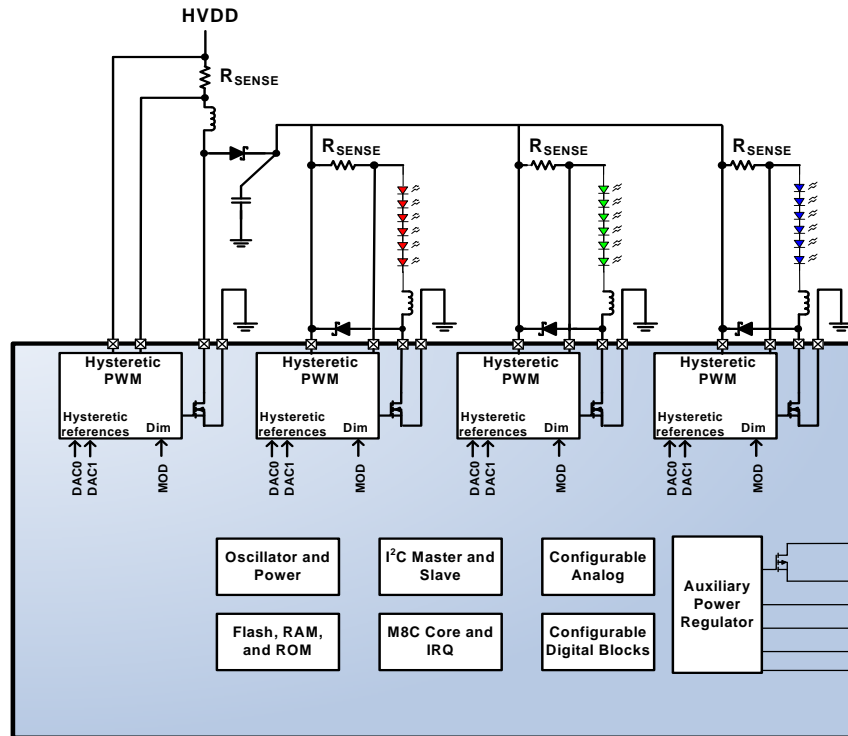 HVDD
RSENSE
RSENSE
RSENSE
RSENSE
Hysteretic
PWM
Hysteretic
references
Dim
DAC0
DAC1
MOD
Hysteretic
PWM
Hysteretic
references
Dim
DAC0
DAC1
MOD
Hysteretic
PWM
Hysteretic
references
Dim
DAC0
DAC1
MOD
Hysteretic
PWM
Hysteretic
references
Dim
DAC0
DAC1
MOD
Oscillator and
Power
I²C Master and
Slave
Configurable
Analog
Auxiliary
Power
Regulator
Flash, RAM,
and ROM
M8C Core and
IRQ
Configurable
Digital Blocks